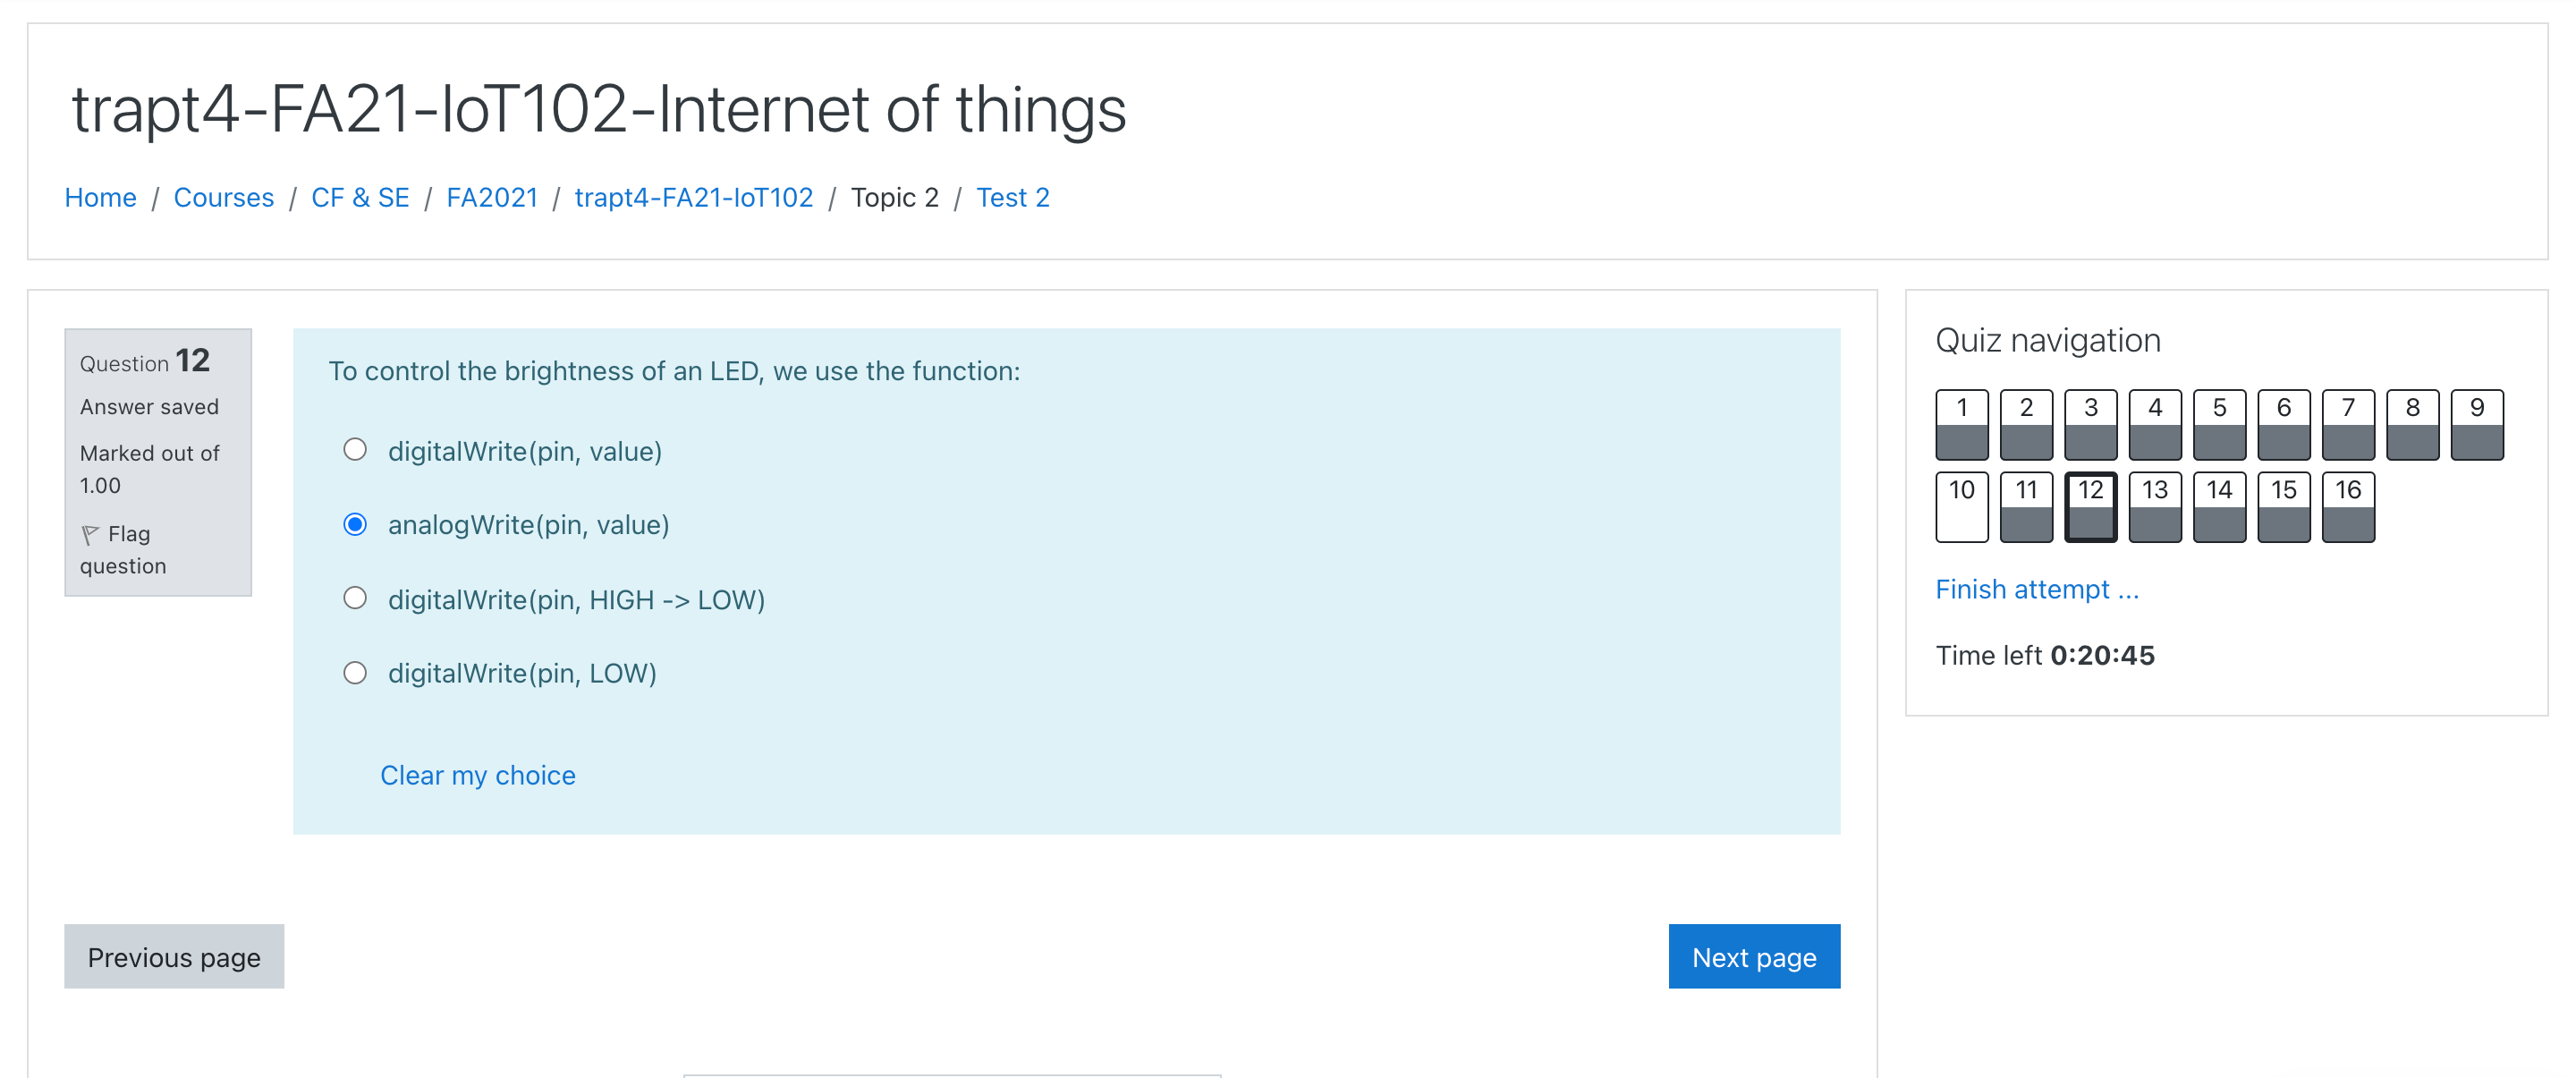 trapt4-FA21-IoT102-Internet of things
Home / Courses / CF & SE / FA2021 / trapt4-FA21-IoT102 / Topic 2 / Test 2
Question 12
Answer saved
Marked out of
1.00
Flag
question
To control the brightness of an LED, we use the function:
digitalWrite(pin, value)
analogWrite(pin, value)
digitalWrite(pin, HIGH -> LOW)
digitalWrite(pin, LOW)
Clear my choice
Previous page
Next page
Quiz navigation
1 2 3 4 5 6 7 8 9
10 11 12 13 14 15 16
Finish attempt ...
Time left 0:20:45